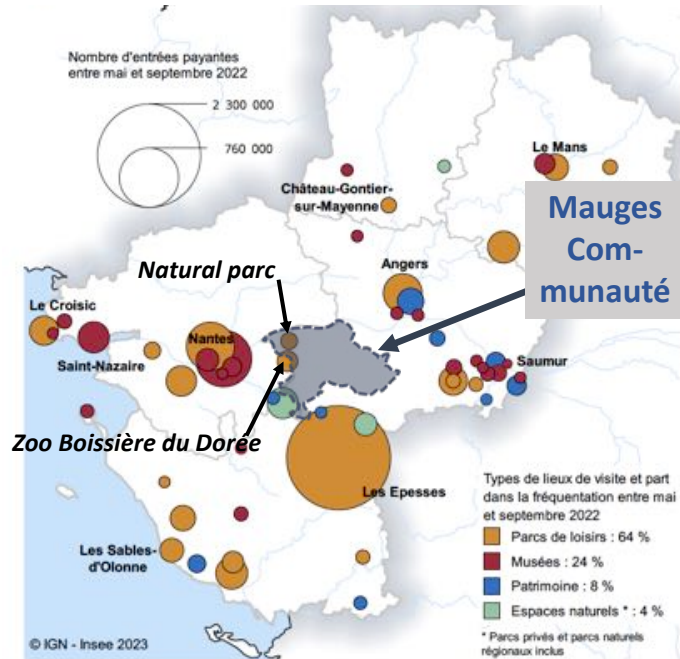 Nombre d'entrées payantes
entre mai et septembre 2022
2 300 000
760 000
Le Mans
Château-Gontier-
sur-Mayenne
Mauges
Com-
munauté
Natural parc
Angers
Le Croisic
Nantes
Saint-Nazaire
Saumur
Zoo Boissière du Dorée
Les Epesses
Types de lieux de visite et part
dans la fréquentation entre mai
et septembre 2022
Parcs de loisirs : 64 %
Musées : 24 %
Patrimoine : 8 %
Espaces naturels * : 4 %
* Parcs privés et parcs naturels
régionaux inclus
Les Sables-
d'Olonne
© IGN - Insee 2023